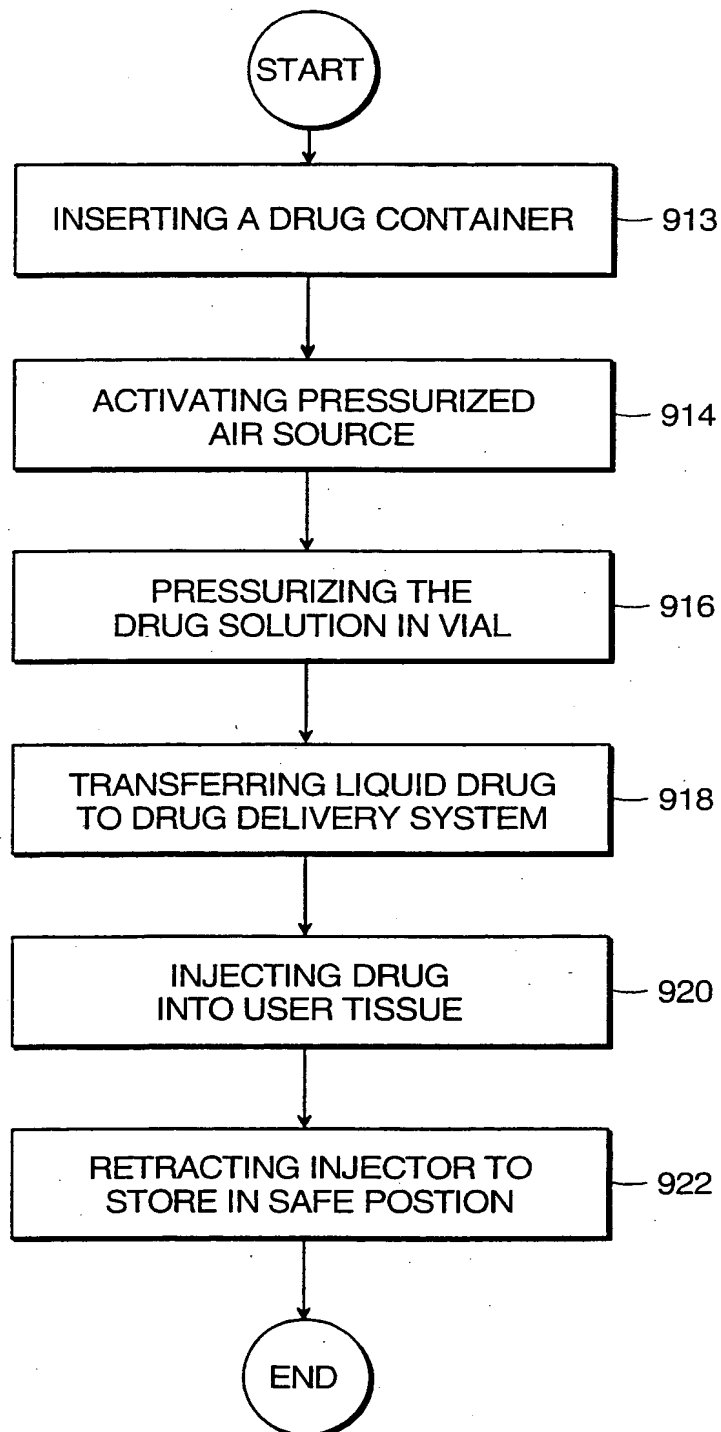 START
INSERTING A DRUG CONTAINER
913
ACTIVATING PRESSURIZED
AIR SOURCE
914
PRESSURIZING THE
DRUG SOLUTION IN VIAL
916
TRANSFERRING LIQUID DRUG
TO DRUG DELIVERY SYSTEM
918
INJECTING DRUG
INTO USER TISSUE
920
RETRACTING INJECTOR TO
STORE IN SAFE POSTION
922
END